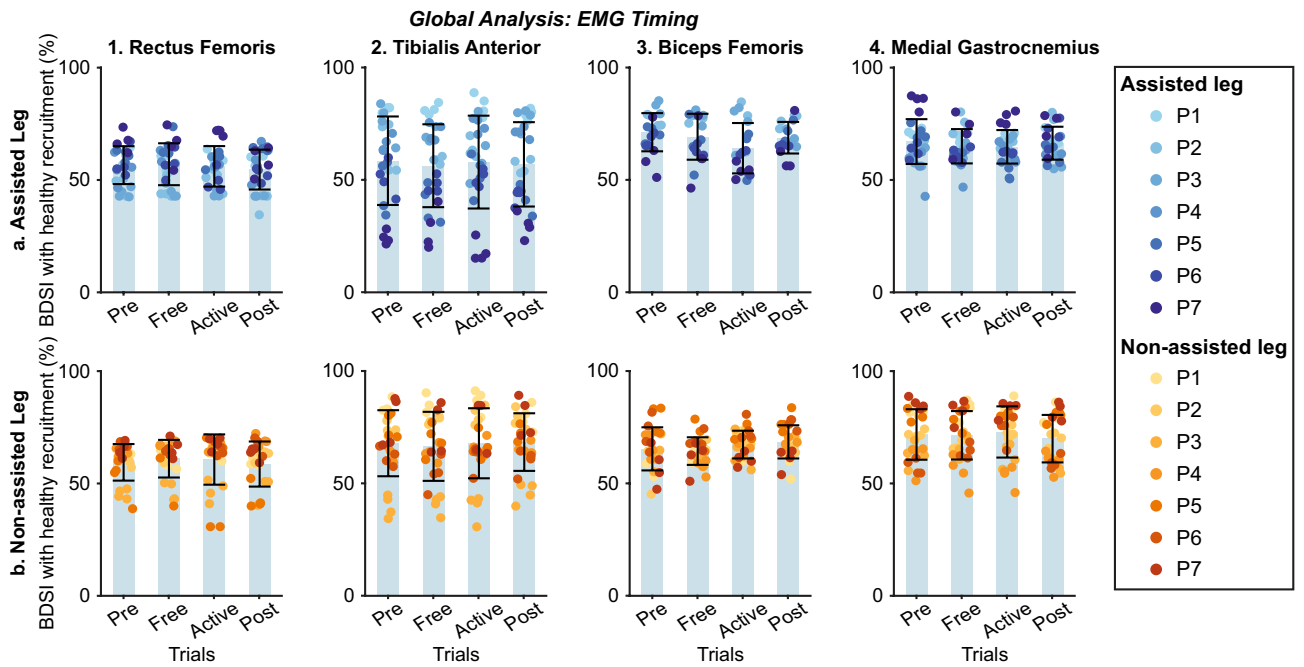 Global Analysis: EMG Timing
1. Rectus Femoris
2. Tibialis Anterior
3. Biceps Femoris
4. Medial Gastrocnemius
a. Assisted Leg
BDSI with healthy recruitment (%)
100
50
0
Pre
Free
Active
Post
100
50
0
Pre
Free
Active
Post
100
50
0
Pre
Free
Active
Post
100
50
0
Pre
Free
Active
Post
b. Non-assisted Leg
BDSI with healthy recruitment (%)
100
50
0
Pre
Free
Active
Post
Trials
100
50
0
Pre
Free
Active
Post
Trials
100
50
0
Pre
Free
Active
Post
Trials
100
50
0
Pre
Free
Active
Post
Trials
Assisted leg
P1
P2
P3
P4
P5
P6
P7
Non-assisted leg
P1
P2
P3
P4
P5
P6
P7